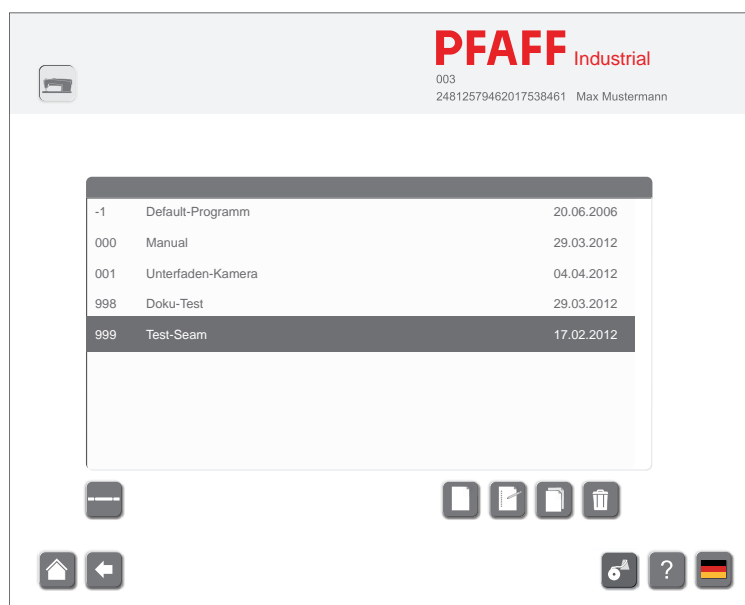 PFAFF Industrial
003
24812579462017538461 Max Mustermann
-1 Default-Programm 20.06.2006
000 Manual 29.03.2012
001 Unterfaden-Kamera 04.04.2012
998 Doku-Test 29.03.2012
999 Test-Seam 17.02.2012
?